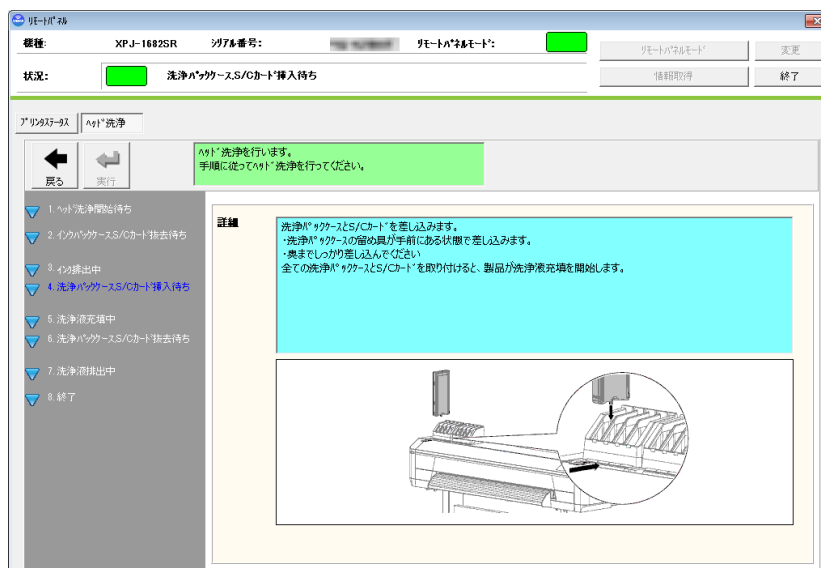 ﾘﾓｰﾄﾊﾟﾈﾙ
機種: XPJ-1682SR ｼﾘｱﾙ番号: ﾘﾓｰﾄﾊﾟﾈﾙﾓｰﾄﾞ: ﾘﾓｰﾄﾊﾟﾈﾙﾓｰﾄﾞ 変更
状況: 洗浄ﾊﾟｯｸｹｰｽ,S/Cｶｰﾄﾞ挿入待ち 情報取得 終了
ﾌﾟﾘﾝﾀｽﾃｰﾀｽ ﾍｯﾄﾞ洗浄
戻る 実行
ﾍｯﾄﾞ洗浄を行います。
手順に従ってﾍｯﾄﾞ洗浄を行ってください。
1. ﾍｯﾄﾞ洗浄開始待ち
2. ｲﾝｸﾊﾟｯｸｹｰｽ,S/Cｶｰﾄﾞ抜去待ち
3. ｲﾝｸ排出中
4. 洗浄ﾊﾟｯｸｹｰｽ,S/Cｶｰﾄﾞ挿入待ち
5. 洗浄液充填中
6. 洗浄ﾊﾟｯｸｹｰｽ,S/Cｶｰﾄﾞ抜去待ち
7. 洗浄液排出中
8. 終了
詳細
洗浄ﾊﾟｯｸｹｰｽとS/Cｶｰﾄﾞを差し込みます。
・洗浄ﾊﾟｯｸｹｰｽの留め具が手前にある状態で差し込みます。
・奥までしっかり差し込んでください
全ての洗浄ﾊﾟｯｸｹｰｽとS/Cｶｰﾄﾞを取り付けると、製品が洗浄液充填を開始します。